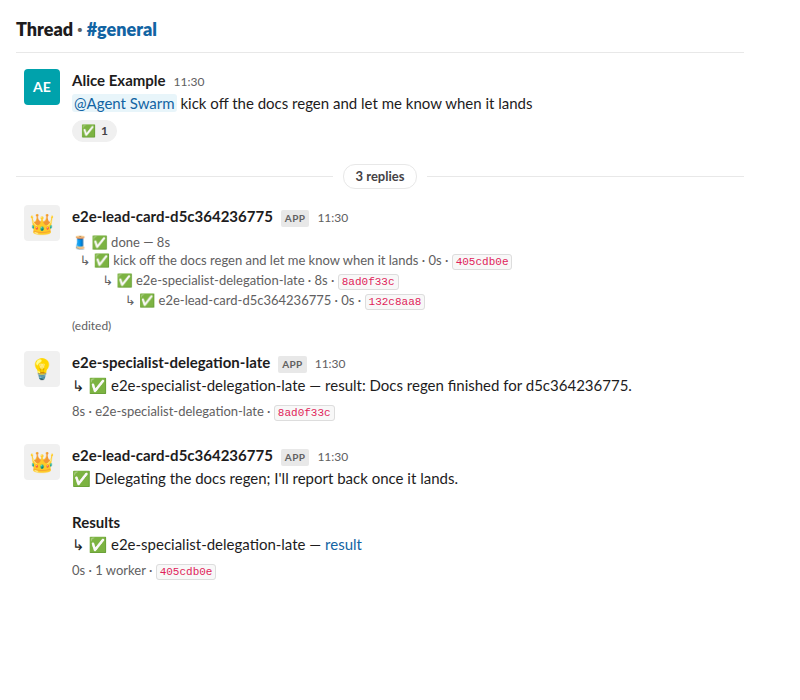 Thread • #general
AE
Alice Example 11:30
@Agent Swarm kick off the docs regen and let me know when it lands
✅ 1
3 replies
e2e-lead-card-d5c364236775 APP 11:30
🧵 ✅ done — 8s
↳ ✅ kick off the docs regen and let me know when it lands · 0s · 405cdb0e
↳ ✅ e2e-specialist-delegation-late · 8s · 8ad0f33c
↳ ✅ e2e-lead-card-d5c364236775 · 0s · 132c8aa8
(edited)
e2e-specialist-delegation-late APP 11:30
↳ ✅ e2e-specialist-delegation-late — result: Docs regen finished for d5c364236775.
8s · e2e-specialist-delegation-late · 8ad0f33c
e2e-lead-card-d5c364236775 APP 11:30
✅ Delegating the docs regen; I'll report back once it lands.
Results
↳ ✅ e2e-specialist-delegation-late — result
0s · 1 worker · 405cdb0e